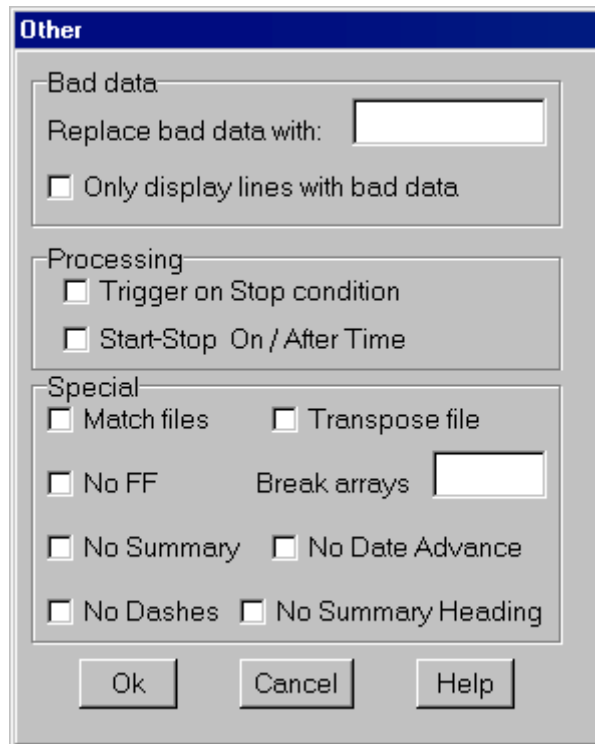 Other
Bad data
Replace bad data with:
Only display lines with bad data
Processing
Trigger on Stop condition
Start-Stop On / After Time
Special
Match files Transpose file
No FF Break arrays
No Summary No Date Advance
No Dashes No Summary Heading
Ok Cancel Help